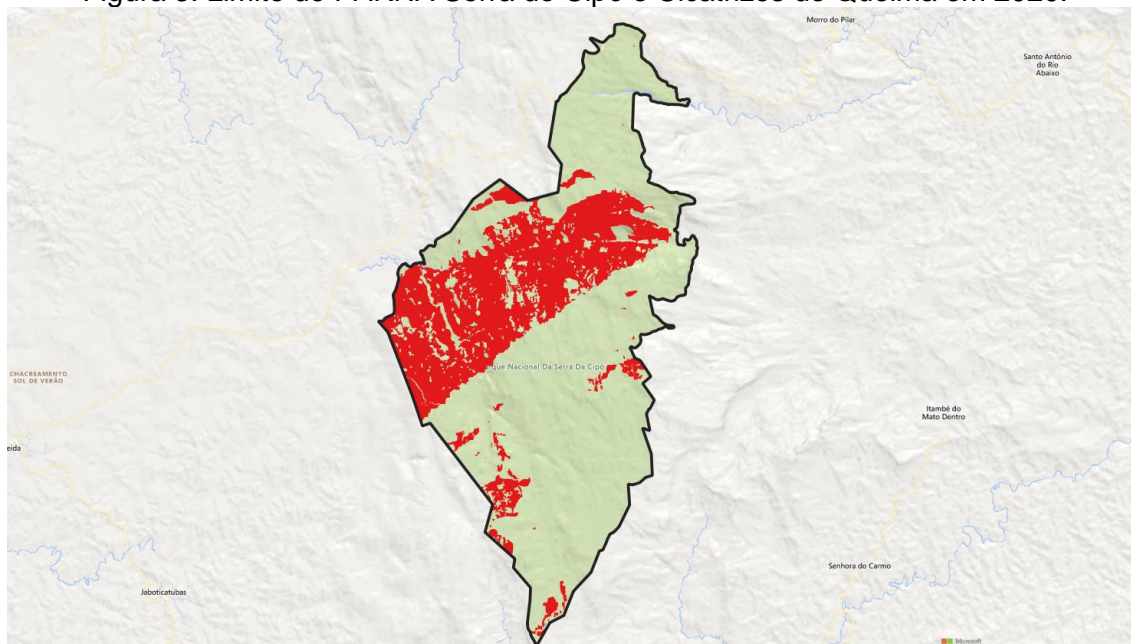 Morro do Pilar
Santo António
do Rio
Abaixo
CHACREAMENTO
SOL DE VERÃO
que Nacional Da Serra Da Cipó
Itambé do
Mato Dentro
eida
Senhora do Carmo
Jaboticatubas
Microsoft